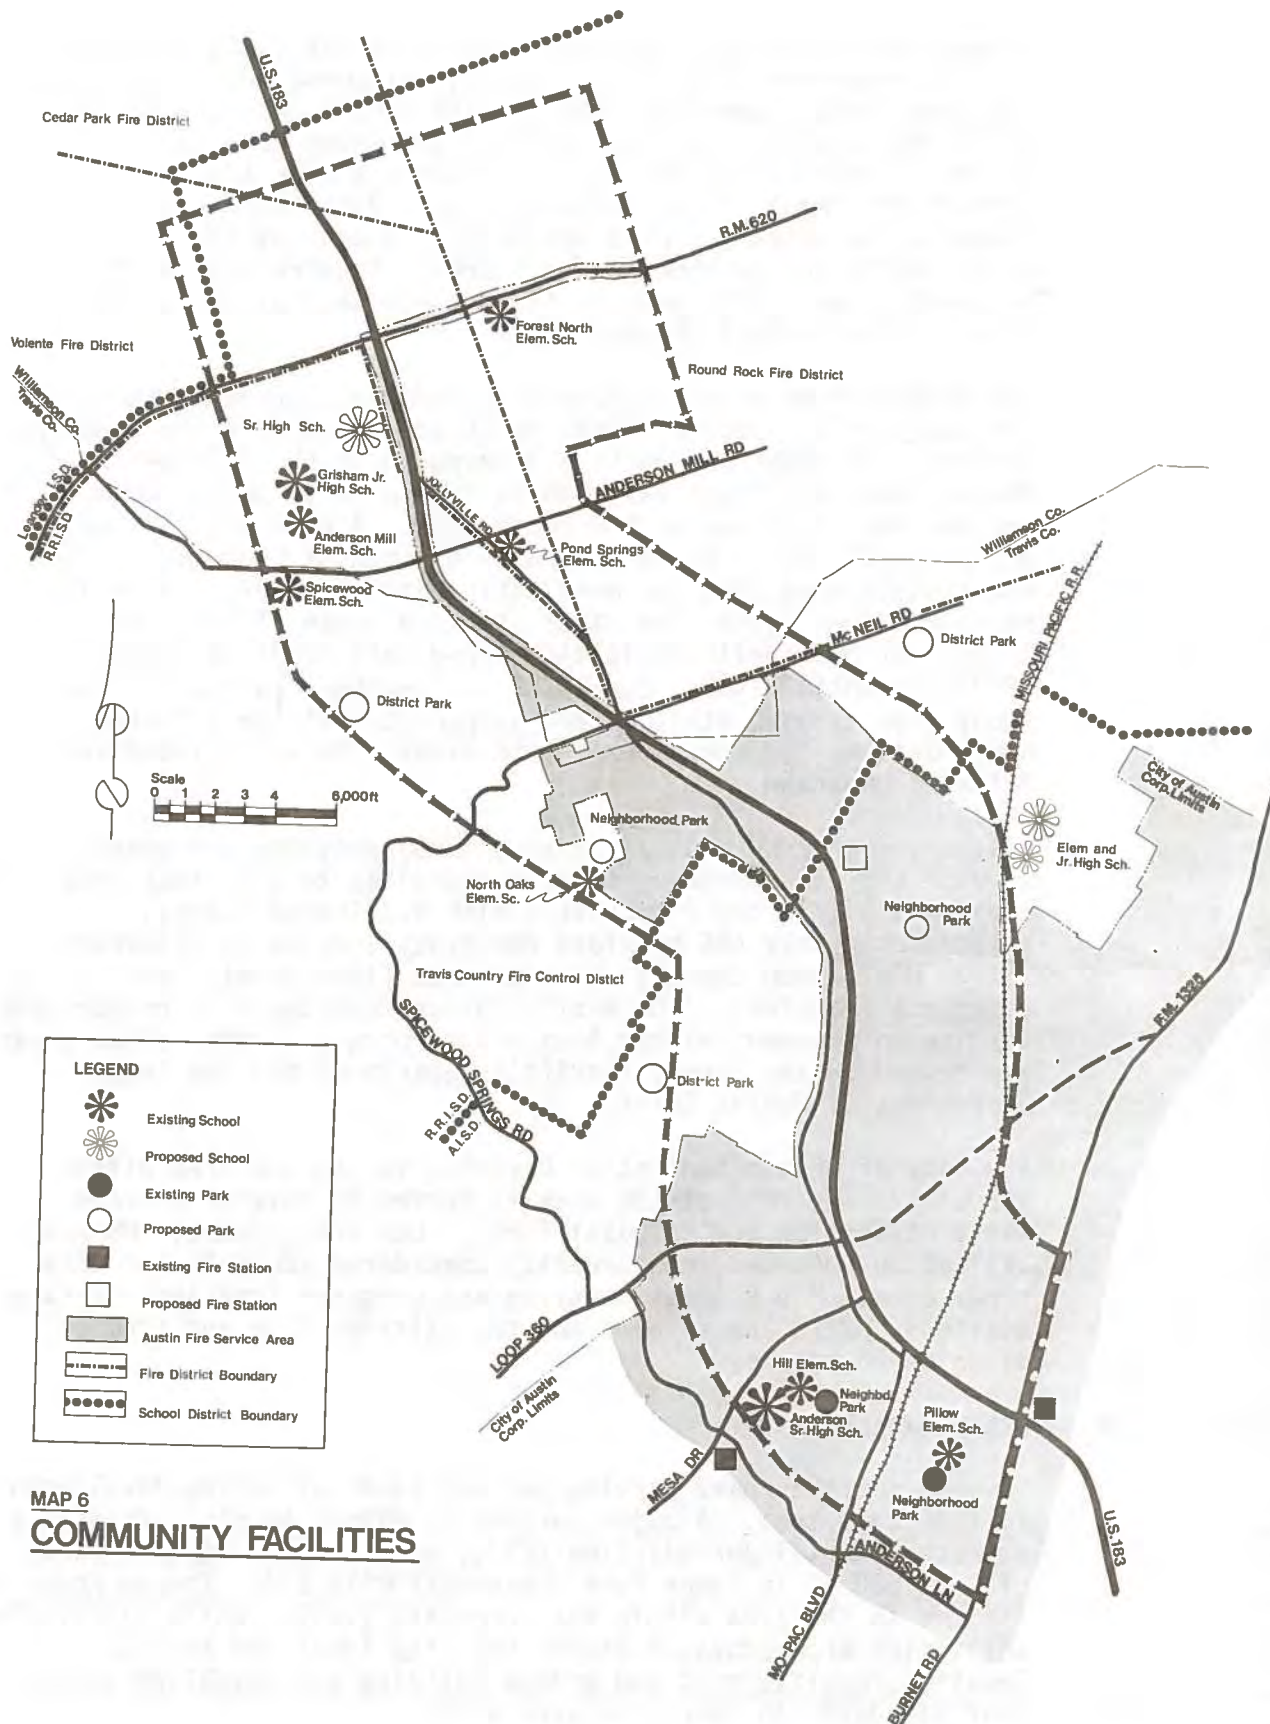 U.S.183
Cedar Park Fire District
R.M.620
Forest North
Elem. Sch.
Volente Fire District
Round Rock Fire District
Williamson Co.
Travis Co.
Sr. High Sch.
Leander I.S.D.
R.R.I.S.D
Grisham Jr.
High Sch.
JOLLYVILLE RD
ANDERSON MILL RD
Anderson Mill
Elem. Sch.
Pond Springs
Elem. Sch.
Williamson Co.
Travis Co.
Spicewood
Elem. Sch.
McNEIL RD
District Park
MISSOURI PACIFIC R.R.
District Park
Scale
0 1 2 3 4 6,000ft
City of Austin
Corp. Limits
Neighborhood Park
Elem and
Jr. High Sch.
North Oaks
Elem. Sc.
Neighborhood
Park
Travis Country Fire Control Distict
F.M. 1325
SPICEWOOD SPRINGS RD
District Park
R.R.I.S.D.
A.I.S.D.
LEGEND
Existing School
Proposed School
Existing Park
Proposed Park
Existing Fire Station
Proposed Fire Station
Austin Fire Service Area
Fire District Boundary
School District Boundary
LOOP 360
City of Austin
Corp. Limits
Hill Elem. Sch.
Neighbd.
Park
Anderson
Sr. High Sch.
Pillow
Elem. Sch.
MESA DR
Neighborhood
Park
U.S.183
ANDERSON LN
MO-PAC BLVD
BURNET RD
MAP 6
COMMUNITY FACILITIES